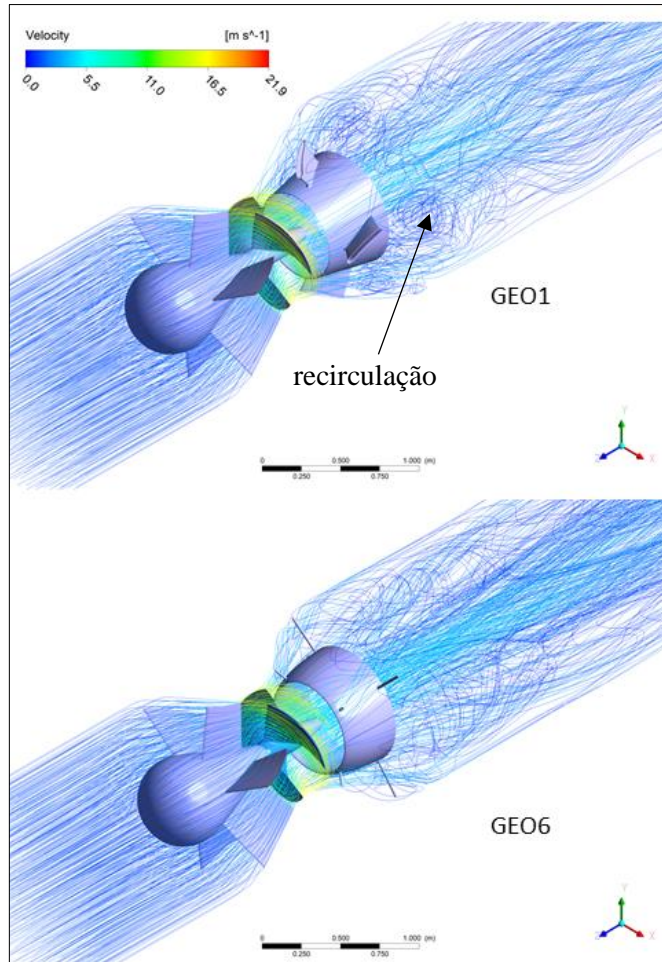 Velocity [m s^-1]
0.0 5.5 11.0 16.5 21.9
GEO1
recirculação
Y
Z X
0 0.500 1.000 (m)
0.250 0.750
GEO6
Y
Z X
0 0.500 1.000 (m)
0.250 0.750